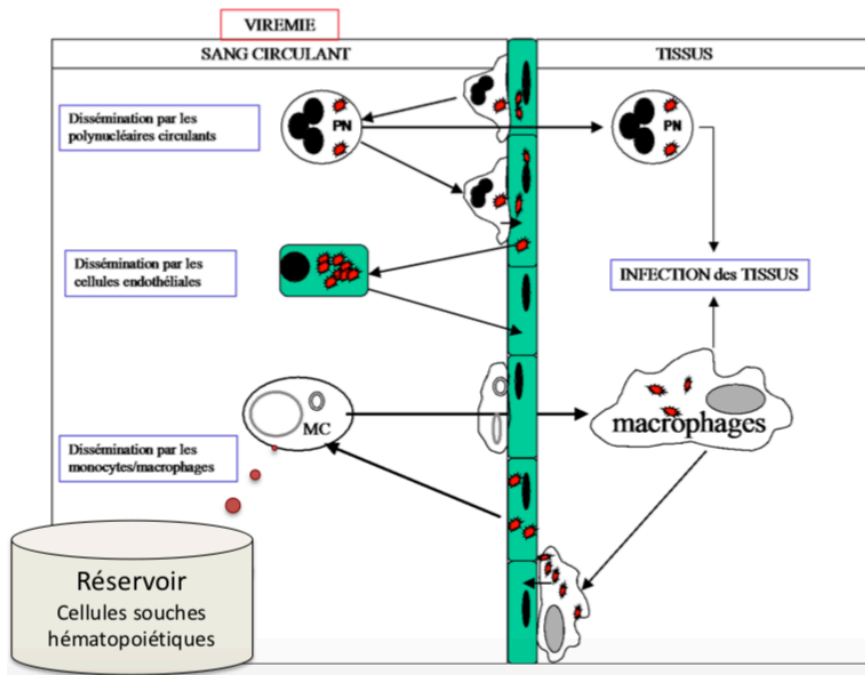 VIREMIE
SANG CIRCULANT
TISSUS
Dissémination par les
polynucléaires circulants
PN
PN
Dissémination par les
cellules endothéliales
INFECTION des TISSUS
MC
macrophages
Dissémination par les
monocytes/macrophages
Réservoir
Cellules souches
hématopoiétiques